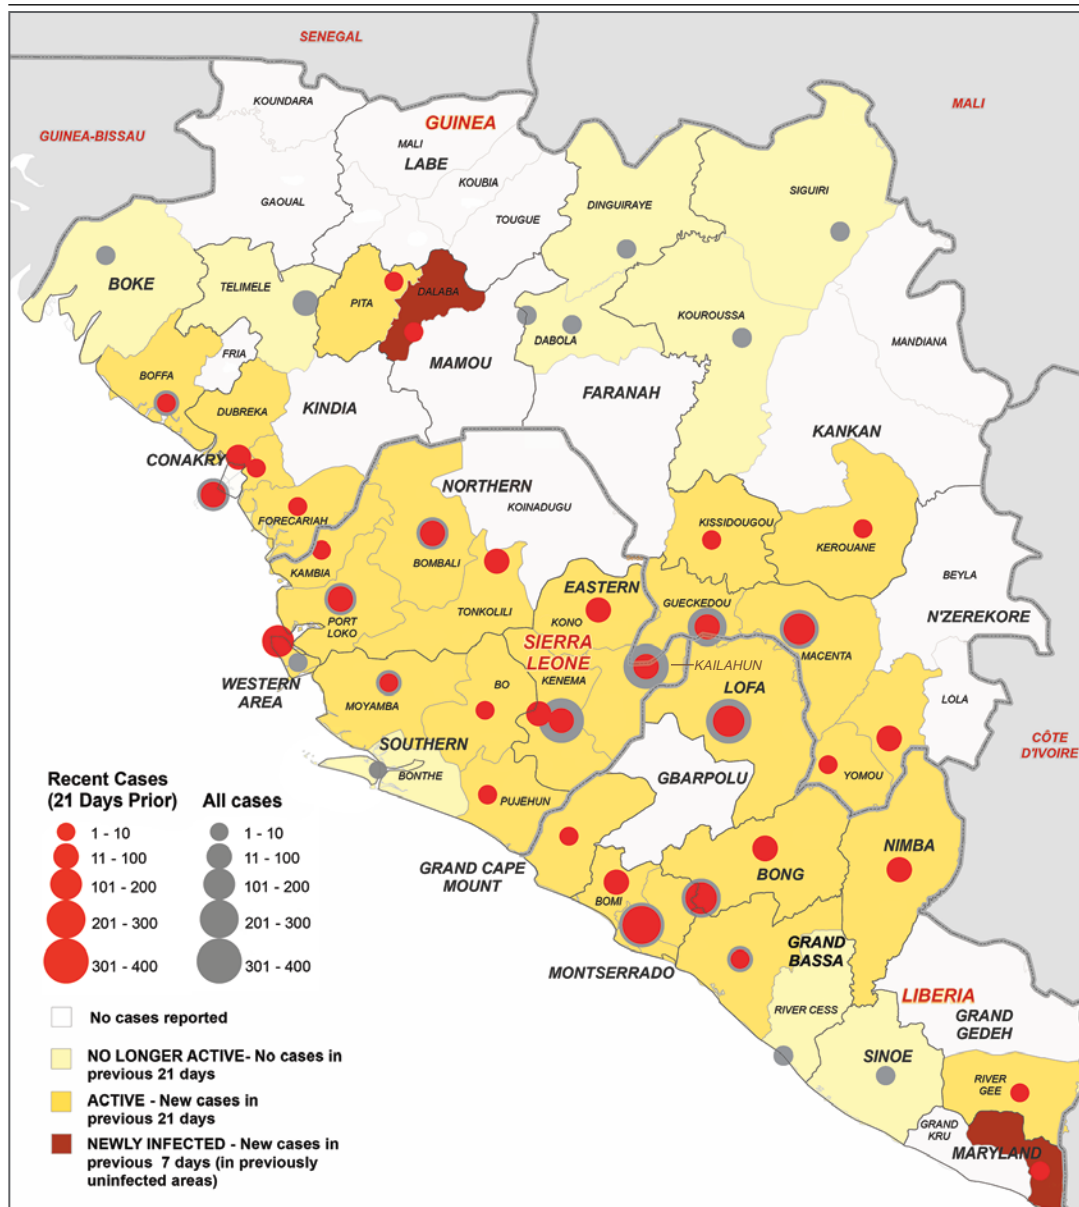 SENEGAL
MALI
GUINEA-BISSAU
KOUNDARA
GUINEA
MALI
LABE
KOUBIA
GAOUAL
TOUGUE
DINGUIRAYE
SIGUIRI
BOKE
TELIMELE
PITA
DALABA
KOUROUSSA
DABOLA
MANDIANA
FRIA
MAMOU
BOFFA
DUBREKA
KINDIA
FARANAH
KANKAN
CONAKRY
NORTHERN
KOINADUGU
FORECARIAH
KISSIDOUGOU
KEROUANE
KAMBIA
BOMBALI
BEYLA
EASTERN
GUECKEDOU
TONKOLILI
KONO
N'ZEREKORE
PORT
LOKO
SIERRA
LEONE
MACENTA
KAILAHUN
KENEMA
WESTERN
AREA
MOYAMBA
BO
LOFA
LOLA
SOUTHERN
CÔTE
D'IVOIRE
BONTHE
GBARPOLU
YOMOU
PUJEHUN
NIMBA
GRAND CAPE
MOUNT
BONG
BOMI
MONTSERRADO
GRAND
BASSA
LIBERIA
RIVER CESS
GRAND
GEDEH
SINOE
RIVER
GEE
GRAND
KRU
MARYLAND
Recent Cases
(21 Days Prior)
All cases
1 - 10
1 - 10
11 - 100
11 - 100
101 - 200
101 - 200
201 - 300
201 - 300
301 - 400
301 - 400
No cases reported
NO LONGER ACTIVE- No cases in
previous 21 days
ACTIVE - New cases in
previous 21 days
NEWLY INFECTED - New cases in
previous 7 days (in previously
uninfected areas)